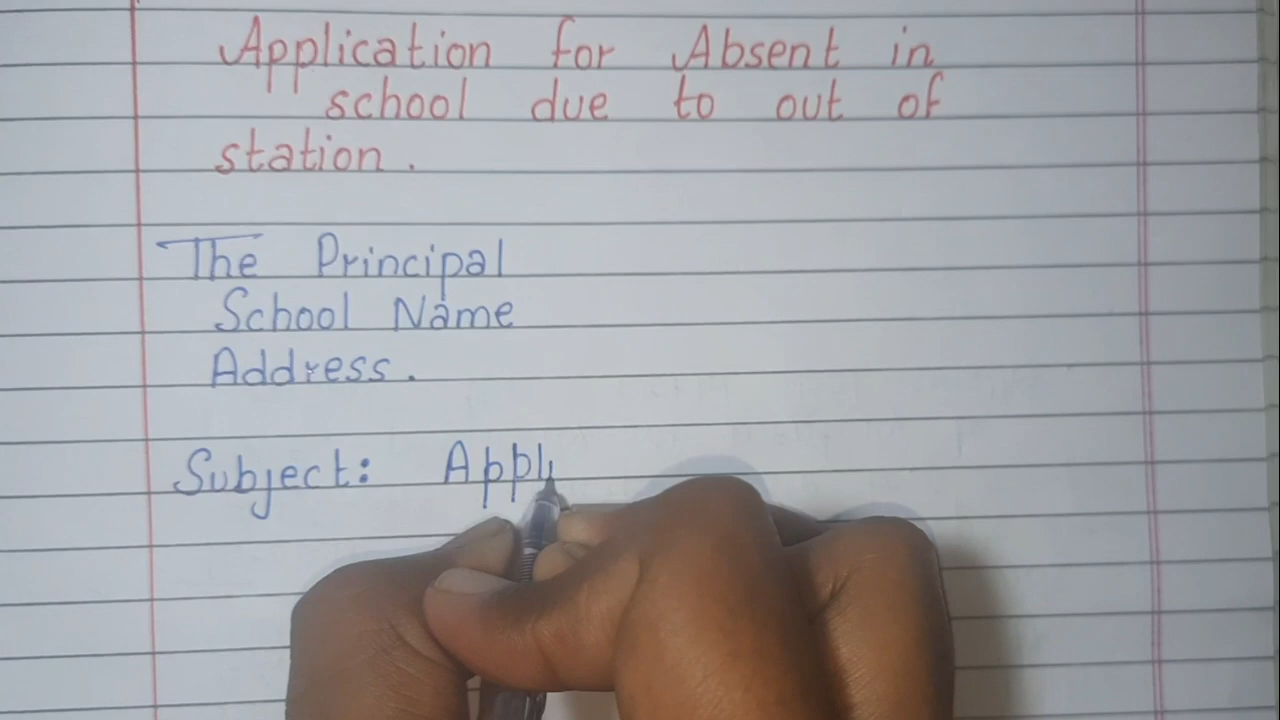 Application for Absent in
school due to out of
station.
The Principal
School Name
Address.
Subject: Appl